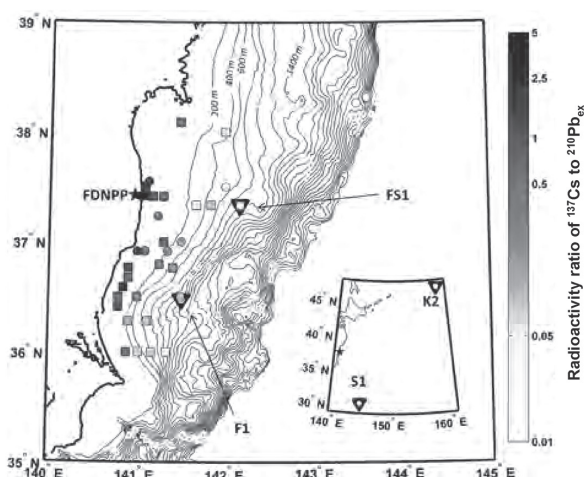 39°N
38°
37°
36°
35°N
140°E
141°E
142°E
143°E
144°E
145°E
200 m
400 m
600 m
1400 m
FDNPP
FS1
F1
45°N
40°N
35°N
30°N
140°E
150°E
160°E
K2
S1
5
2.5
1
0.5
0.05
0.01
Radioactivity ratio of ¹³⁷Cs to ²¹⁰Pbₑₓ